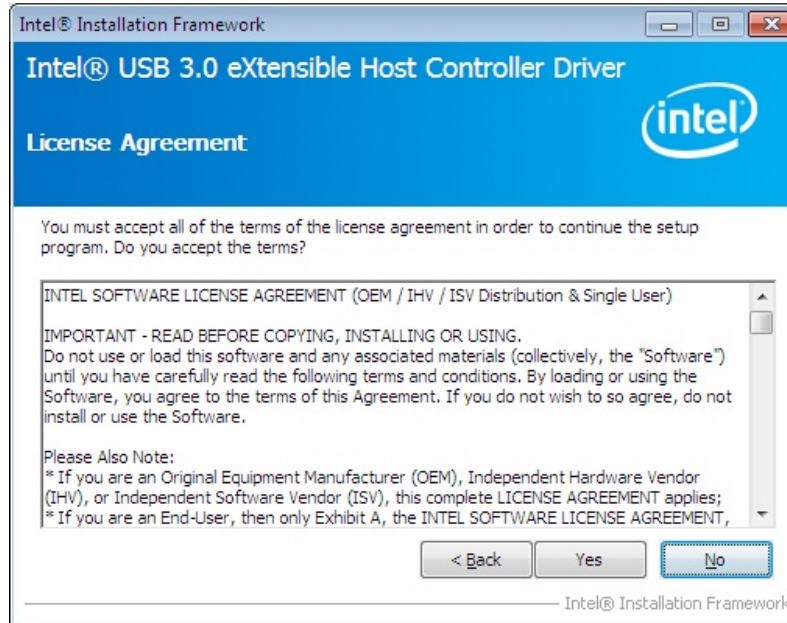 Intel® Installation Framework
Intel® USB 3.0 eXtensible Host Controller Driver
intel
License Agreement
You must accept all of the terms of the license agreement in order to continue the setup
program. Do you accept the terms?
INTEL SOFTWARE LICENSE AGREEMENT (OEM / IHV / ISV Distribution & Single User)
IMPORTANT - READ BEFORE COPYING, INSTALLING OR USING.
Do not use or load this software and any associated materials (collectively, the "Software")
until you have carefully read the following terms and conditions. By loading or using the
Software, you agree to the terms of this Agreement. If you do not wish to so agree, do not
install or use the Software.
Please Also Note:
* If you are an Original Equipment Manufacturer (OEM), Independent Hardware Vendor
(IHV), or Independent Software Vendor (ISV), this complete LICENSE AGREEMENT applies;
* If you are an End-User, then only Exhibit A, the INTEL SOFTWARE LICENSE AGREEMENT,
< Back
Yes
No
Intel® Installation Framework